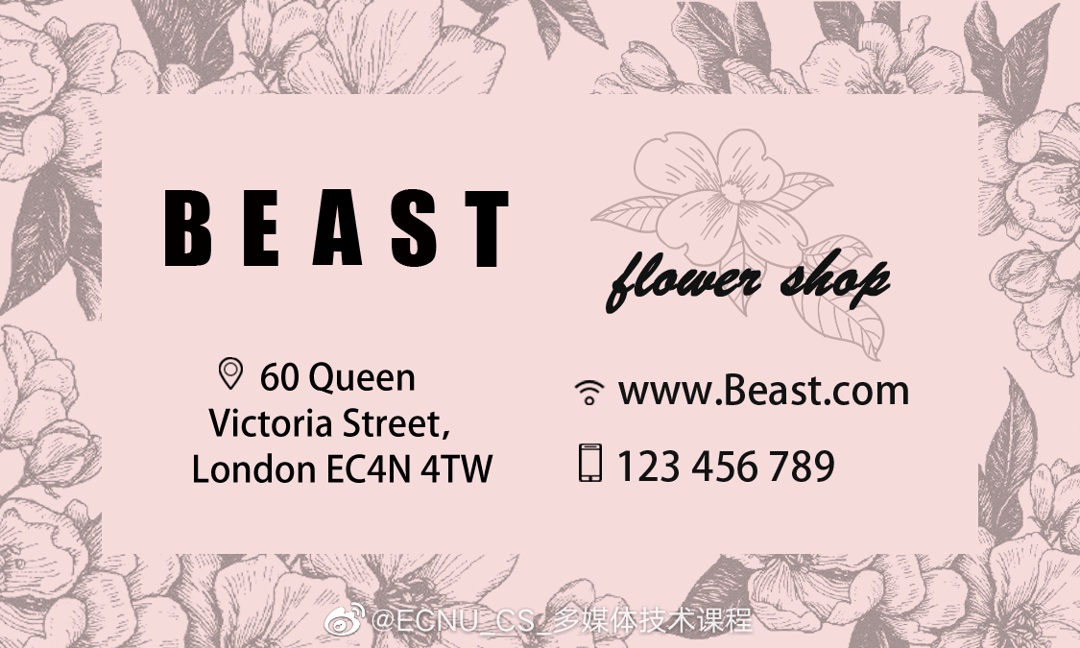 BEAST
flower shop
60 Queen
Victoria Street,
London EC4N 4TW
www.Beast.com
123 456 789
@ECNU_CS_多媒体技术课程